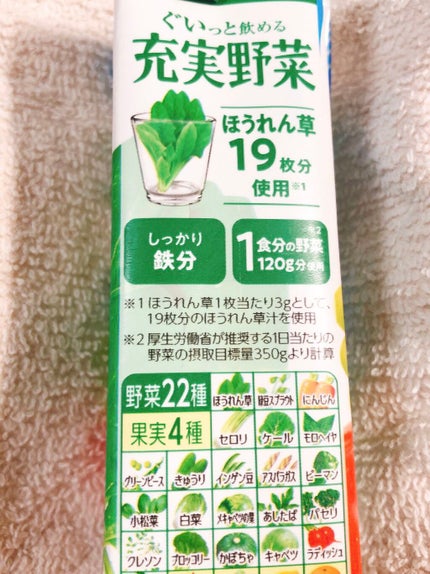 ぐいっと飲める
充実野菜
ほうれん草
19枚分
使用※1
しっかり
鉄分
※2
1食分の野菜
120g分使用
※1 ほうれん草1枚当たり3gとして、
19枚分のほうれん草汁を使用
※2 厚生労働省が推奨する1日当たりの
野菜の摂取目標量350gより計算
野菜22種
ほうれん草 緑豆スプラウト にんじん
果実4種
セロリ ケール モロヘイヤ
グリーンピース きゅうり インゲン豆 アスパラガス ピーマン
小松菜 白菜 メキャベツの葉 あしたば パセリ
クレソン ブロッコリー かぼちゃ キャベツ ラディッシュ